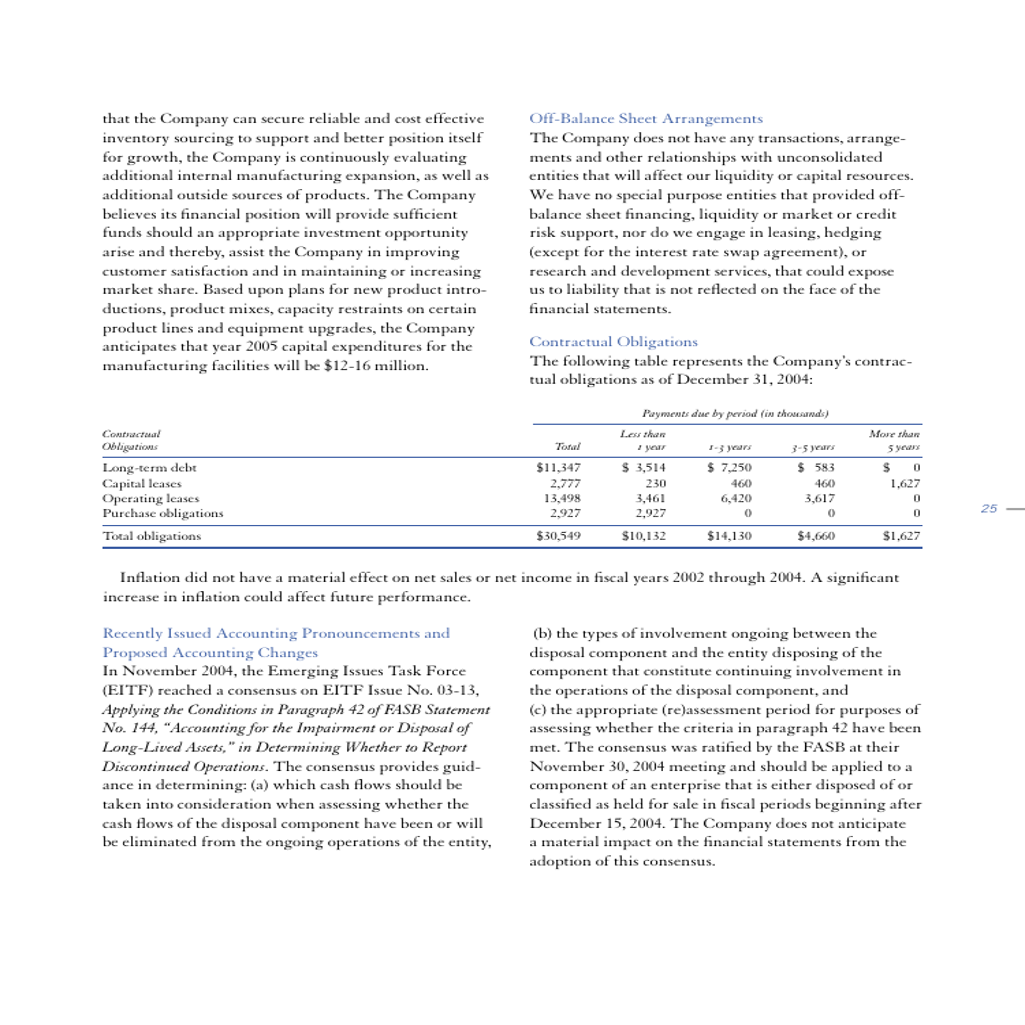 that the Company can secure reliable and cost effective
inventory sourcing to support and better position itself
for growth, the Company is continuously evaluating
additional internal manufacturing expansion, as well as
additional outside sources of products. The Company
believes its financial position will provide sufficient
funds should an appropriate investment opportunity
arise and thereby, assist the Company in improving
customer satisfaction and in maintaining or increasing
market share. Based upon plans for new product intro-
ductions, product mixes, capacity restraints on certain
product lines and equipment upgrades, the Company
anticipates that year 2005 capital expenditures for the
manufacturing facilities will be $12-16 million.
Off-Balance Sheet Arrangements
The Company does not have any transactions, arrange-
ments and other relationships with unconsolidated
entities that will affect our liquidity or capital resources.
We have no special purpose entities that provided off-
balance sheet financing, liquidity or market or credit
risk support, nor do we engage in leasing, hedging
(except for the interest rate swap agreement), or
research and development services, that could expose
us to liability that is not reflected on the face of the
financial statements.
Contractual Obligations
The following table represents the Company's contrac-
tual obligations as of December 31, 2004:
Payments due by period (in thousands)
Contractual Less than More than
Obligations Total 1 year 1-3 years 3-5 years 5 years
Long-term debt $11,347 $ 3,514 $ 7,250 $ 583 $ 0
Capital leases 2,777 230 460 460 1,627
Operating leases 13,498 3,461 6,420 3,617 0
Purchase obligations 2,927 2,927 0 0 0
Total obligations $30,549 $10,132 $14,130 $4,660 $1,627
25
Inflation did not have a material effect on net sales or net income in fiscal years 2002 through 2004. A significant
increase in inflation could affect future performance.
Recently Issued Accounting Pronouncements and
Proposed Accounting Changes
In November 2004, the Emerging Issues Task Force
(EITF) reached a consensus on EITF Issue No. 03-13,
Applying the Conditions in Paragraph 42 of FASB Statement
No. 144, "Accounting for the Impairment or Disposal of
Long-Lived Assets," in Determining Whether to Report
Discontinued Operations. The consensus provides guid-
ance in determining: (a) which cash flows should be
taken into consideration when assessing whether the
cash flows of the disposal component have been or will
be eliminated from the ongoing operations of the entity,
(b) the types of involvement ongoing between the
disposal component and the entity disposing of the
component that constitute continuing involvement in
the operations of the disposal component, and
(c) the appropriate (re)assessment period for purposes of
assessing whether the criteria in paragraph 42 have been
met. The consensus was ratified by the FASB at their
November 30, 2004 meeting and should be applied to a
component of an enterprise that is either disposed of or
classified as held for sale in fiscal periods beginning after
December 15, 2004. The Company does not anticipate
a material impact on the financial statements from the
adoption of this consensus.